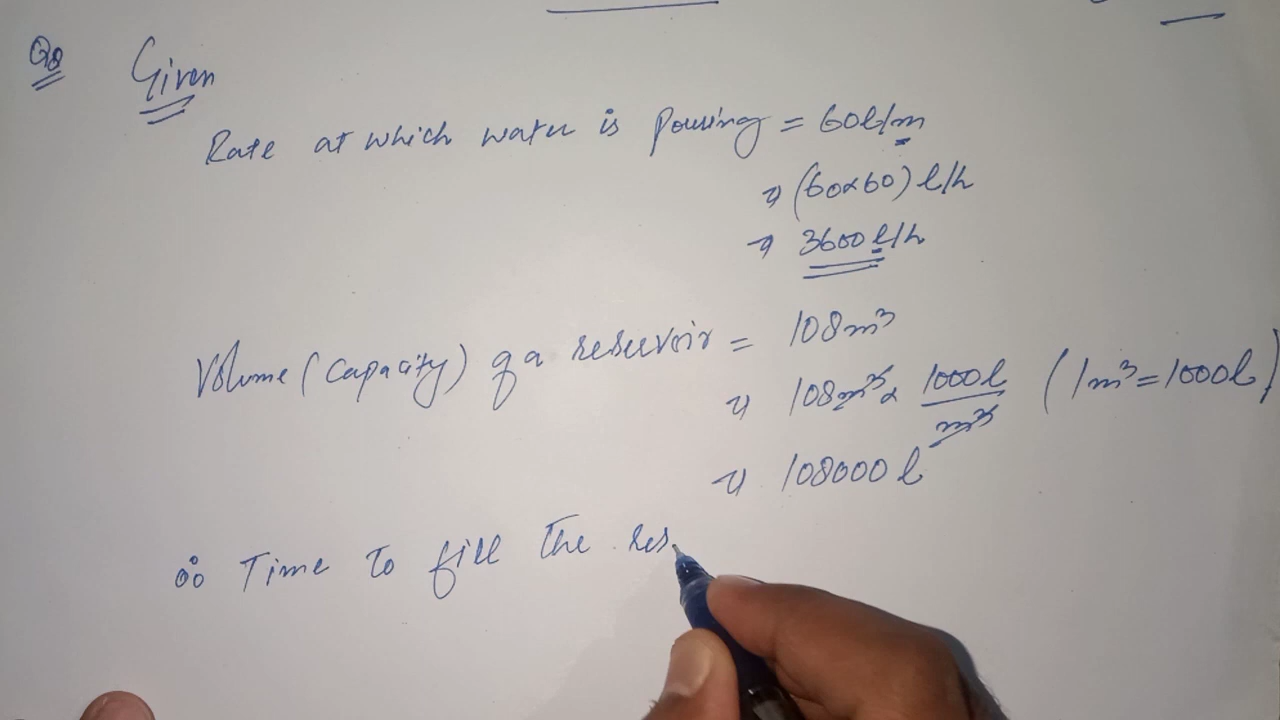 Q8 Given
Rate at which water is pouring = 60l/m
⇒ (60×60) l/h
⇒ 3600 l/h
Volume (capacity) of a reservoir = 108m³
⇒ 108m³ × 1000l/m³ (1m³=1000l)
⇒ 108000 l
∴ Time to fill the res